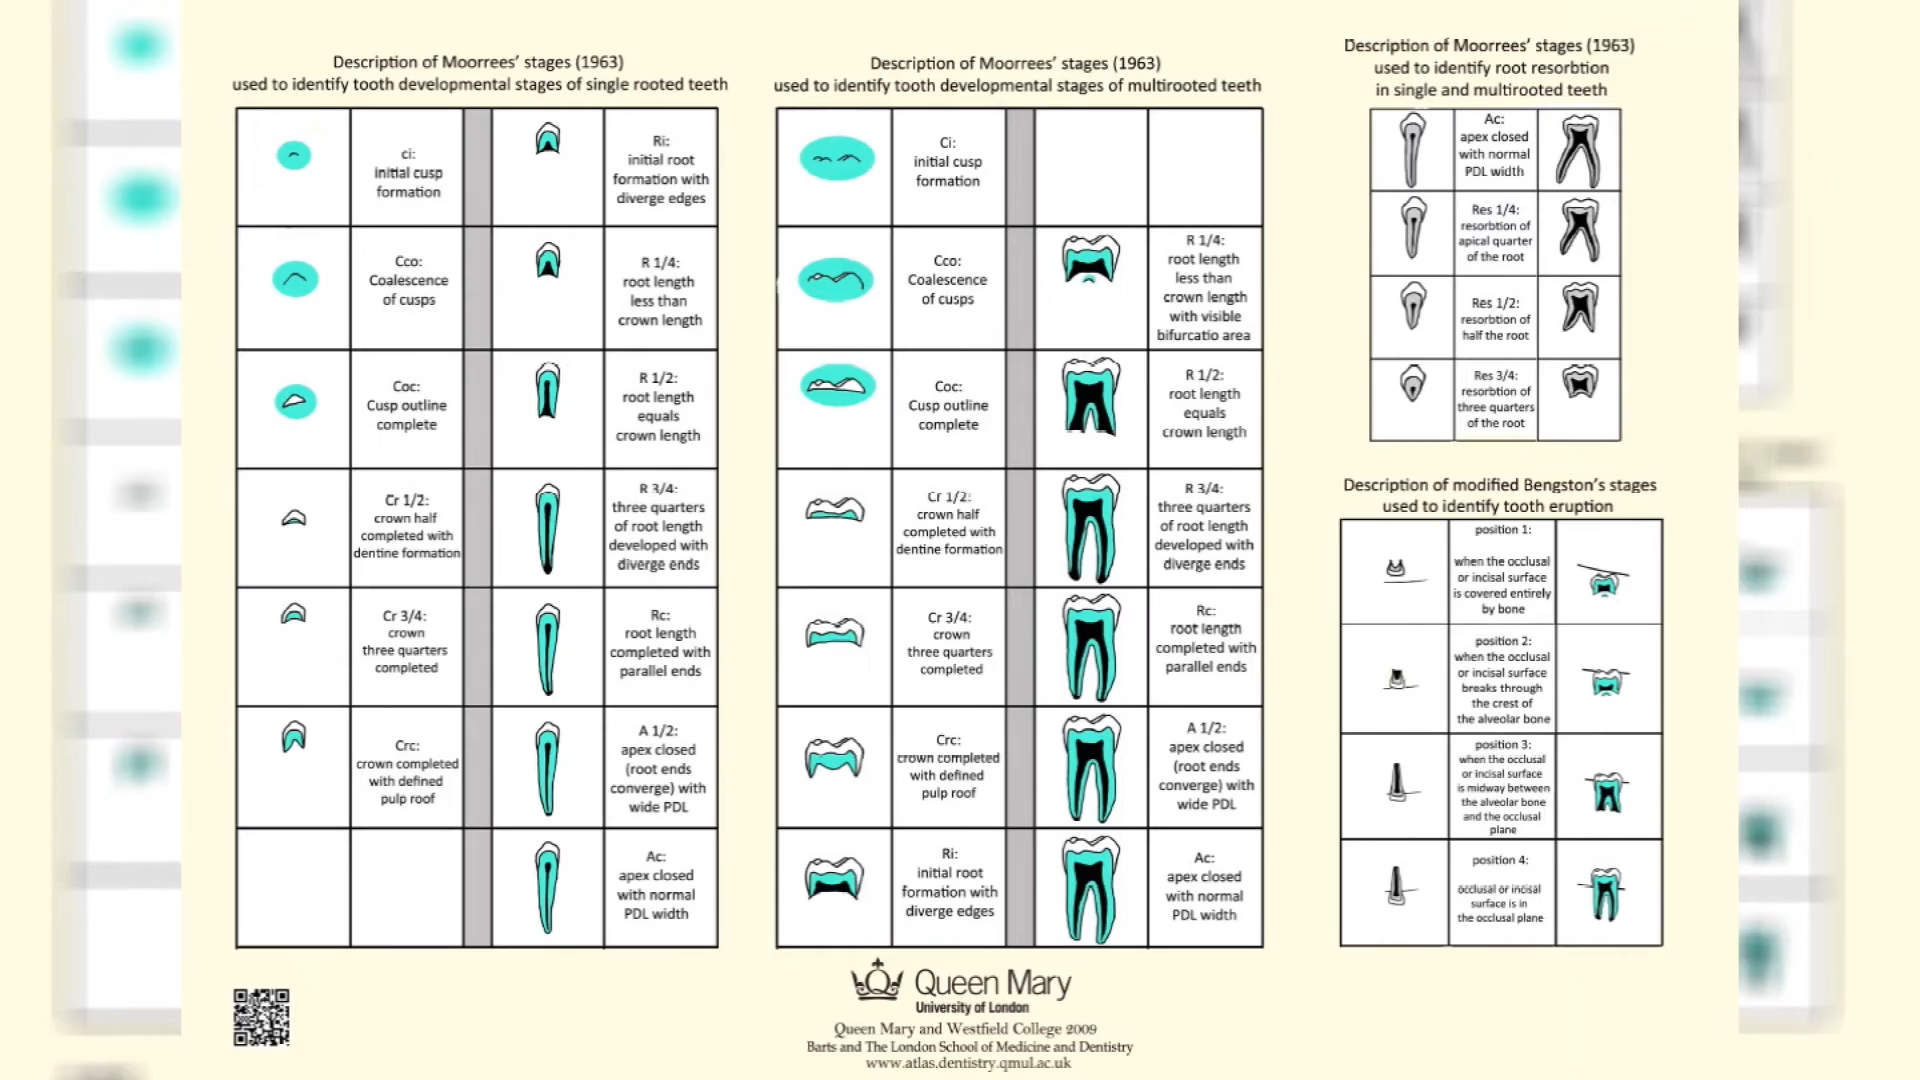 Description of Moorrees' stages (1963)
used to identify tooth developmental stages of single rooted teeth
ci:
initial cusp
formation
Ri:
initial root
formation with
diverge edges
Cco:
Coalescence
of cusps
R 1/4:
root length
less than
crown length
Coc:
Cusp outline
complete
R 1/2:
root length
equals
crown length
Cr 1/2:
crown half
completed with
dentine formation
R 3/4:
three quarters
of root length
developed with
diverge ends
Cr 3/4:
crown
three quarters
completed
Rc:
root length
completed with
parallel ends
Crc:
crown completed
with defined
pulp roof
A 1/2:
apex closed
(root ends
converge) with
wide PDL
Ac:
apex closed
with normal
PDL width
Description of Moorrees' stages (1963)
used to identify tooth developmental stages of multirooted teeth
Ci:
initial cusp
formation
Cco:
Coalescence
of cusps
R 1/4:
root length
less than
crown length
with visible
bifurcatio area
Coc:
Cusp outline
complete
R 1/2:
root length
equals
crown length
Cr 1/2:
crown half
completed with
dentine formation
R 3/4:
three quarters
of root length
developed with
diverge ends
Cr 3/4:
crown
three quarters
completed
Rc:
root length
completed with
parallel ends
Crc:
crown completed
with defined
pulp roof
A 1/2:
apex closed
(root ends
converge) with
wide PDL
Ri:
initial root
formation with
diverge edges
Ac:
apex closed
with normal
PDL width
Description of Moorrees' stages (1963)
used to identify root resorbtion
in single and multirooted teeth
Ac:
apex closed
with normal
PDL width
Res 1/4:
resorbtion of
apical quarter
of the root
Res 1/2:
resorbtion of
half the root
Res 3/4:
resorbtion of
three quarters
of the root
Description of modified Bengston's stages
used to identify tooth eruption
position 1:
when the occlusal
or incisal surface
is covered entirely
by bone
position 2:
when the occlusal
or incisal surface
breaks through
the crest of
the alveolar bone
position 3:
when the occlusal
or incisal surface
is midway between
the alveolar bone
and the occlusal
plane
position 4:
occlusal or incisal
surface is in
the occlusal plane
Queen Mary
University of London
Queen Mary and Westfield College 2009
Barts and The London School of Medicine and Dentistry
www.atlas.dentistry.qmul.ac.uk